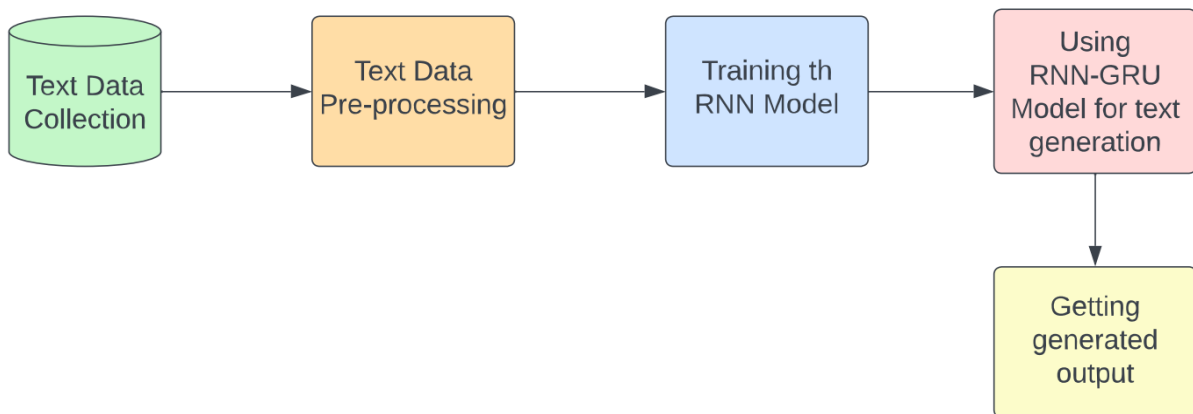 Text Data
Collection
Text Data
Pre-processing
Training th
RNN Model
Using
RNN-GRU
Model for text
generation
Getting
generated
output